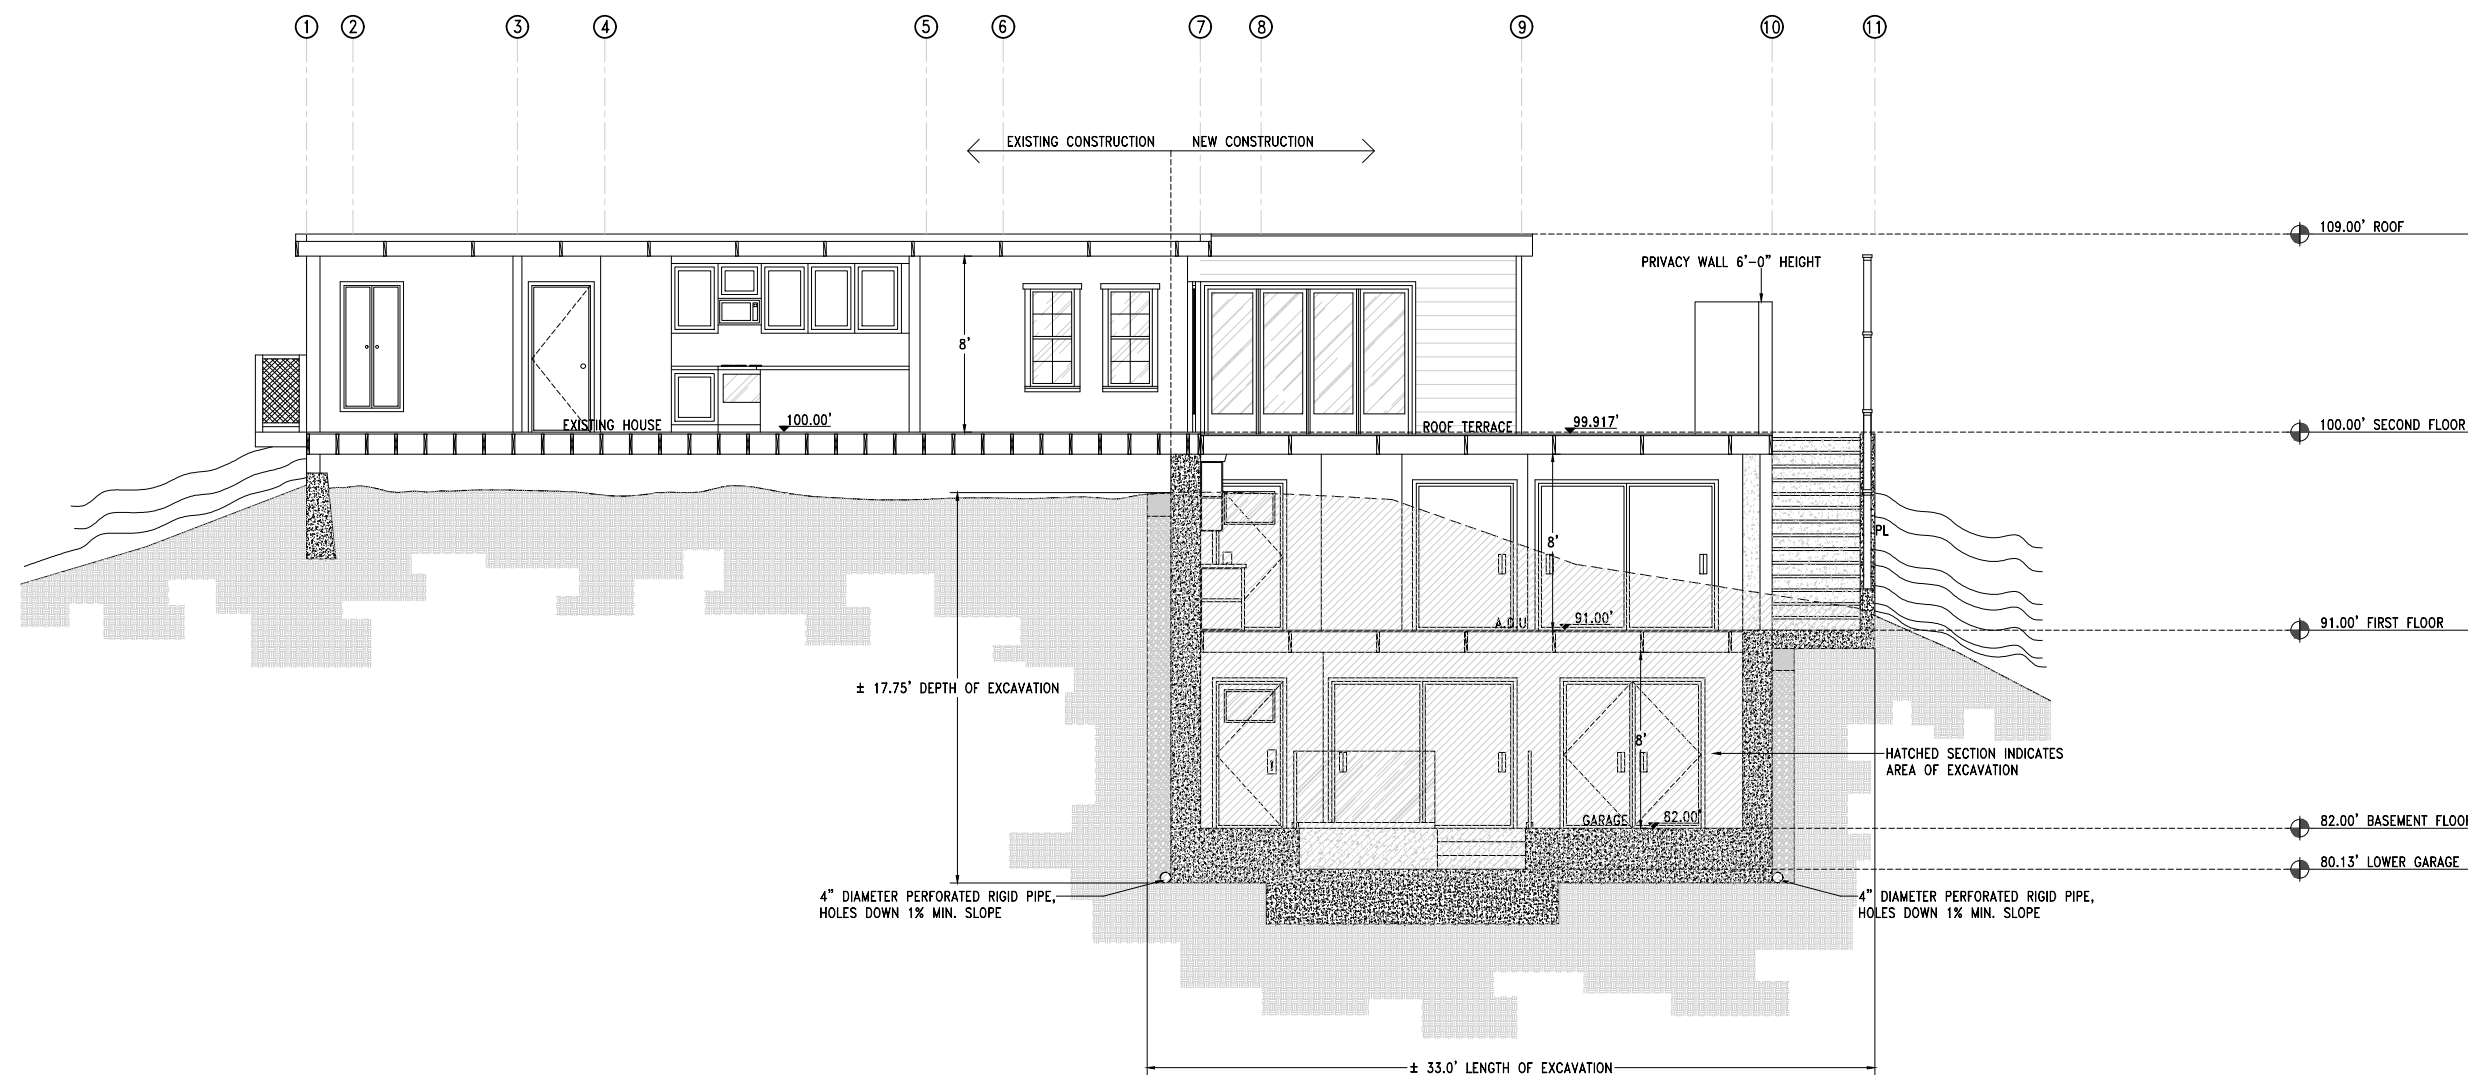 1 2 3 4 5 6 7 8 9 10 11
EXISTING CONSTRUCTION NEW CONSTRUCTION
109.00' ROOF
PRIVACY WALL 6'-0" HEIGHT
8'
EXISTING HOUSE 100.00'
ROOF TERRACE 99.917'
100.00' SECOND FLOOR
PL
8'
A.D.U 91.00'
91.00' FIRST FLOOR
± 17.75' DEPTH OF EXCAVATION
8'
HATCHED SECTION INDICATES
AREA OF EXCAVATION
GARAGE 82.00'
82.00' BASEMENT FLOOR
80.13' LOWER GARAGE
4" DIAMETER PERFORATED RIGID PIPE,
HOLES DOWN 1% MIN. SLOPE
4" DIAMETER PERFORATED RIGID PIPE,
HOLES DOWN 1% MIN. SLOPE
± 33.0' LENGTH OF EXCAVATION